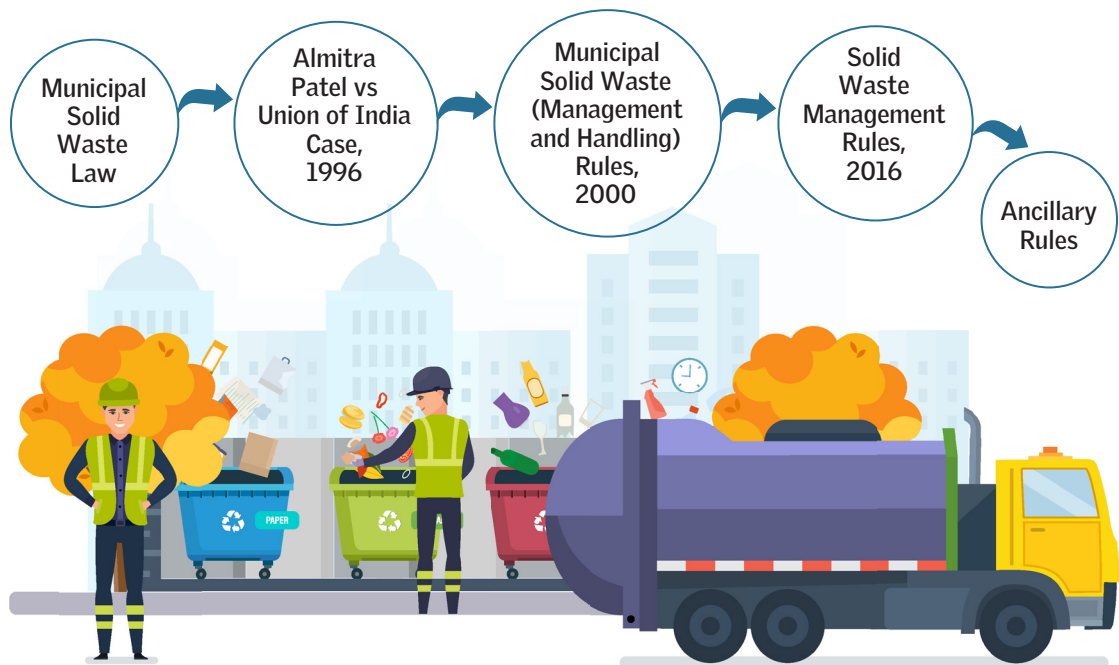 Municipal
Solid
Waste
Law
Almitra
Patel vs
Union of India
Case,
1996
Municipal
Solid Waste
(Management
and Handling)
Rules,
2000
Solid
Waste
Management
Rules,
2016
Ancillary
Rules
PAPER